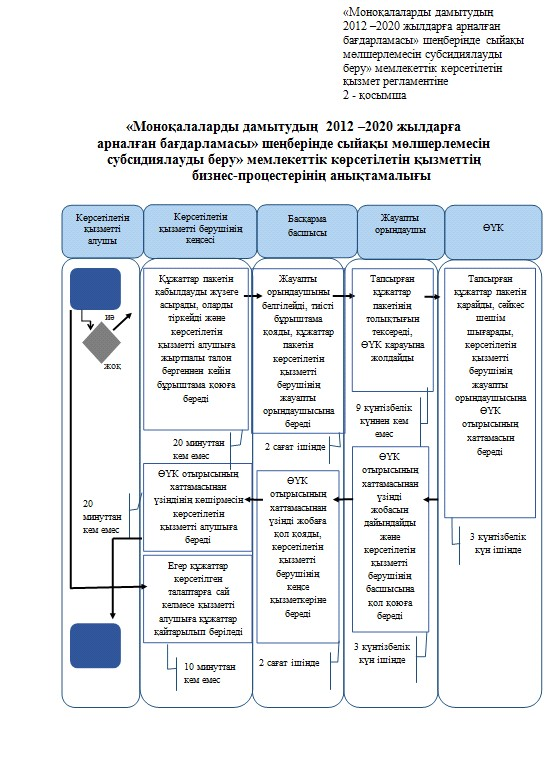 «Моноқалаларды дамытудың
2012 –2020 жылдарға арналған
бағдарламасы» шеңберінде  сыйақы
мөлшерлемесін субсидиялауды
беру» мемлекеттік көрсетілетін
қызмет регламентіне
2 - қосымша
«Моноқалаларды дамытудың  2012 –2020 жылдарға
арналған бағдарламасы» шеңберінде сыйақы мөлшерлемесін
субсидиялауды беру» мемлекеттік көрсетілетін қызметтің
бизнес-процестерінің анықтамалығы
Көрсетілетін
қызметті
алушы
Көрсетілетін
қызметті берушінің
кеңсесі
Басқарма
басшысы
Жауапты
орындаушы
ӨҮК
иә
жоқ
Құжаттар пакетін
қабылдауды жүзеге
асырады, оларды
тіркейді және
көрсетілетін
қызметті алушаға
жыртпалы талон
бергеннен кейін
бұрыштама қоюға
береді
20 минуттан
кем емес
Жауапты
орындаушыны
белгілейді, тиісті
бұрыштама
қояды, құжаттар
пакетін
көрсетілетін
қызметті
берушінің
жауапты
орындаушысына
береді
2 сағат ішінде
Тапсырған
құжаттар
пакетінің
толықтығын
тексереді,
ӨҮК қарауына
жолдайды
9 күнтізбелік
күннен кем
емес
Тапсырған
құжаттар пакетін
қарайды, сәйкес
шешім
шығарады,
көрсетілетін
қызметті
берушінің
жауапты
орындаушысына
ӨҮК
отырысының
хаттамасын
береді
3 күнтізбелік
күн ішінде
ӨҮК
отырысының
хаттамасынан
үзінді
жобасын
дайындайды
және
көрсетілетін
қызметті
берушінің
басшысына
қол қоюға
береді
3 күнтізбелік
күн ішінде
ӨҮК
отырысының
хаттамасынан
үзінді жобаға
қол қояды,
көрсетілетін
қызметті
берушінің
кеңсе
қызметкеріне
береді
2 сағат ішінде
ӨҮК отырысының
хаттамасынан
үзіндінің көшірмесін
көрсетілетін
қызметті алушыға
береді
20
минуттан
кем емес
Егер құжаттар
көрсетілген
талаптарға сай
келмесе қызметті
алушыға құжаттар
қайтарылып беріледі
10 минуттан
кем емес